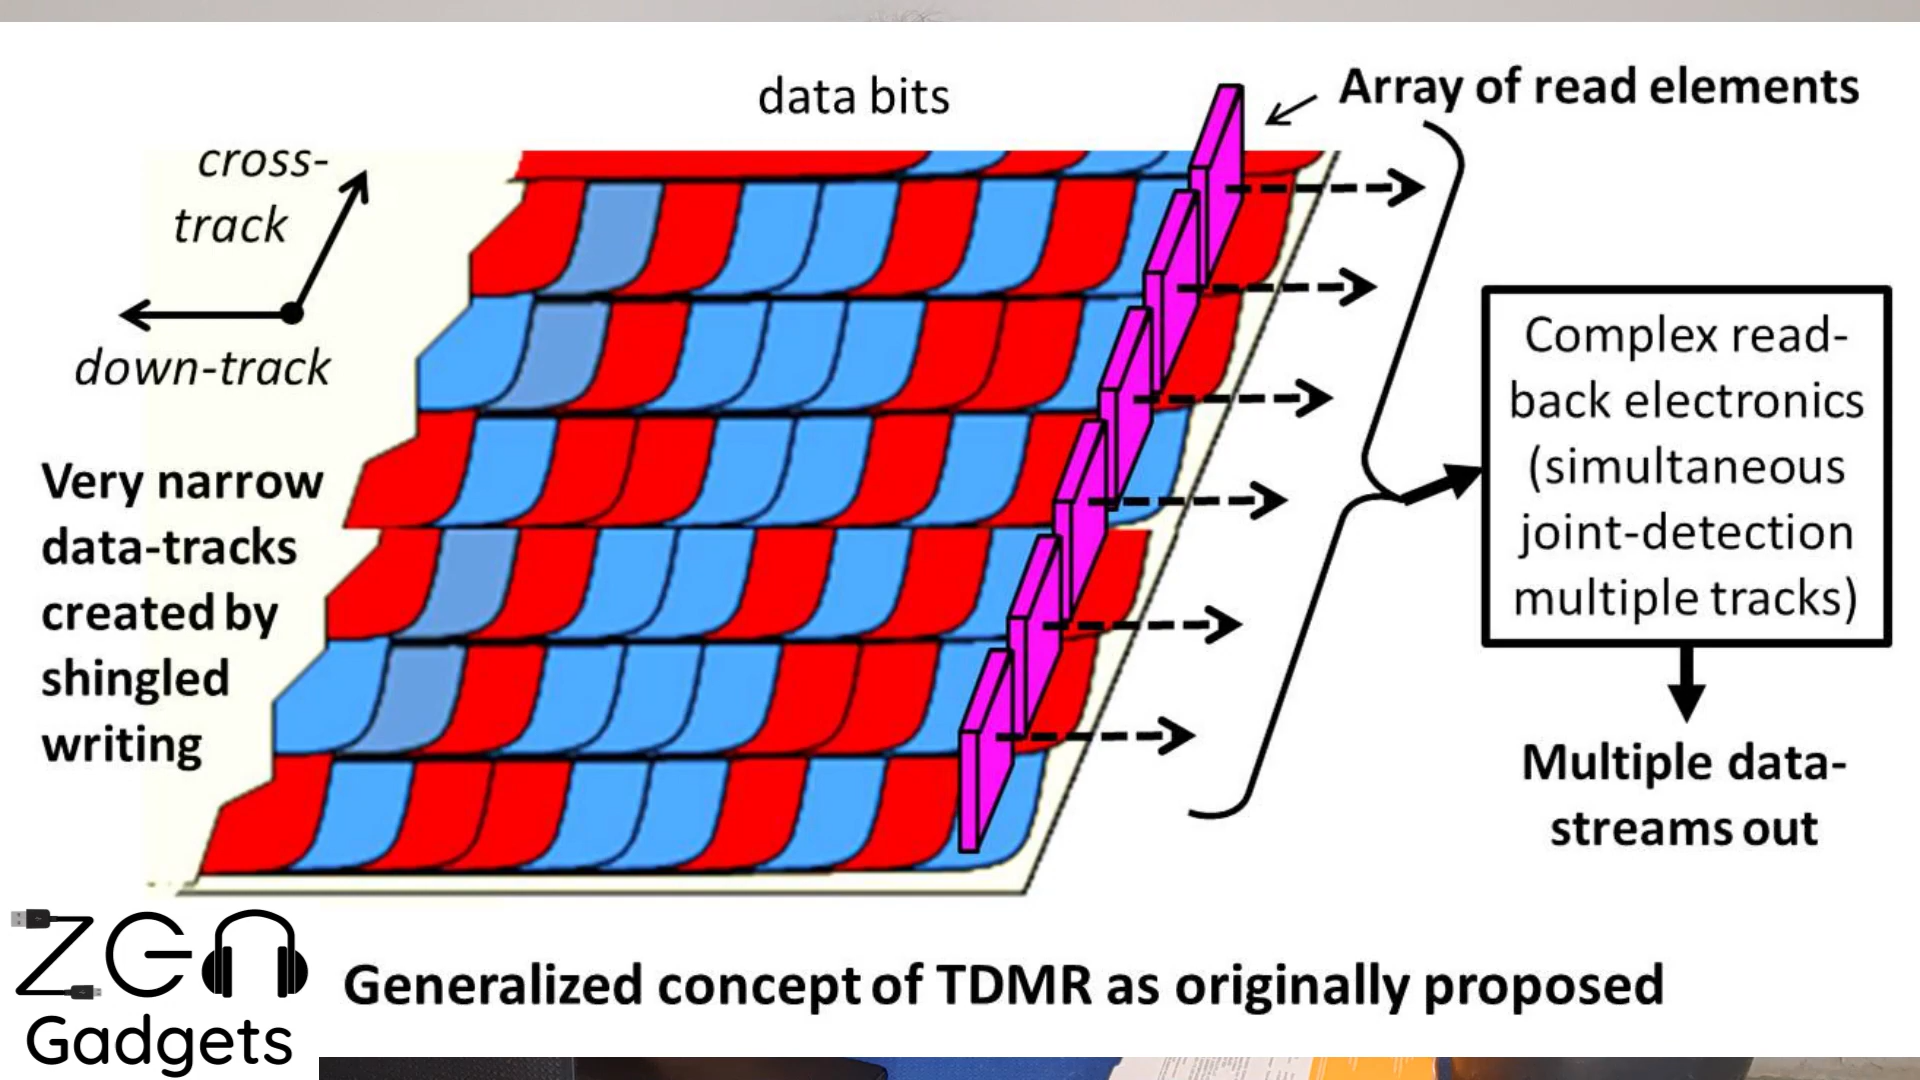 data bits
Array of read elements
cross-
track
down-track
Very narrow
data-tracks
created by
shingled
writing
Complex read-
back electronics
(simultaneous
joint-detection
multiple tracks)
Multiple data-
streams out
ZGN
Gadgets
Generalized concept of TDMR as originally proposed